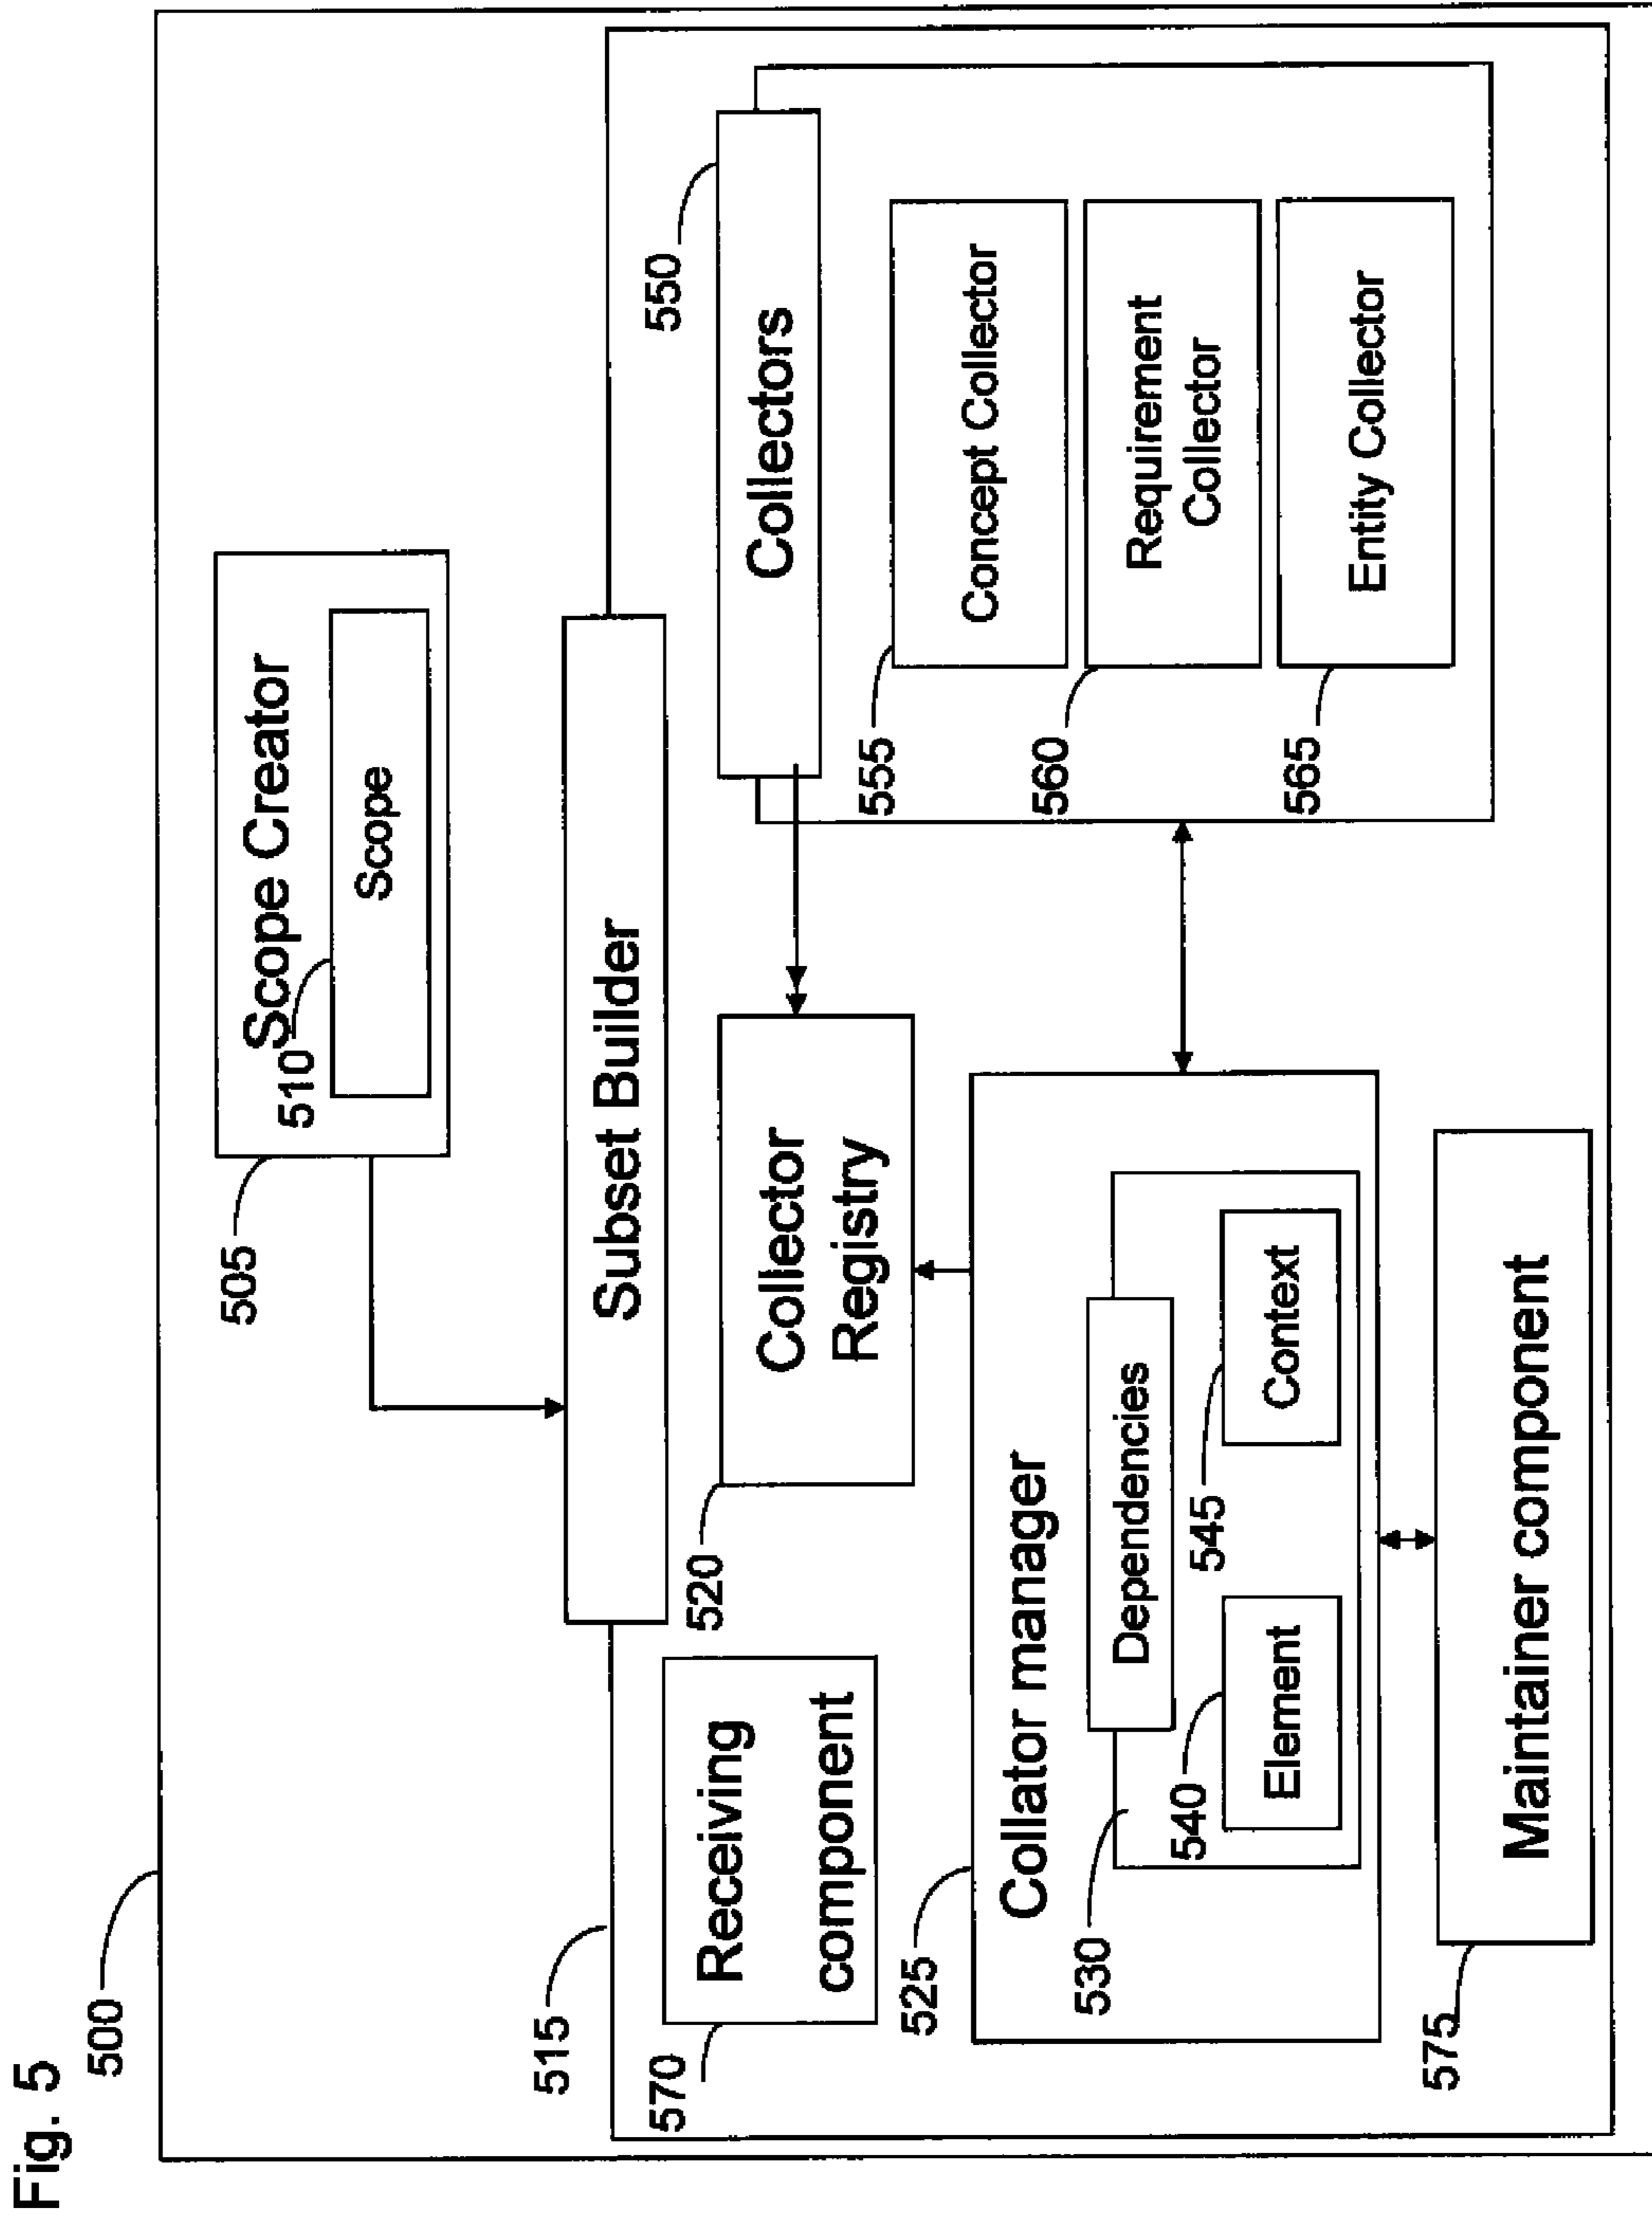 Fig. 5
500
505
Scope Creator
510
Scope
515
Subset Builder
570
Receiving
component
520
Collector
Registry
550
Collectors
555
Concept Collector
560
Requirement
Collector
565
Entity Collector
525
Collator manager
530
Dependencies
540
Element
545
Context
575
Maintainer component